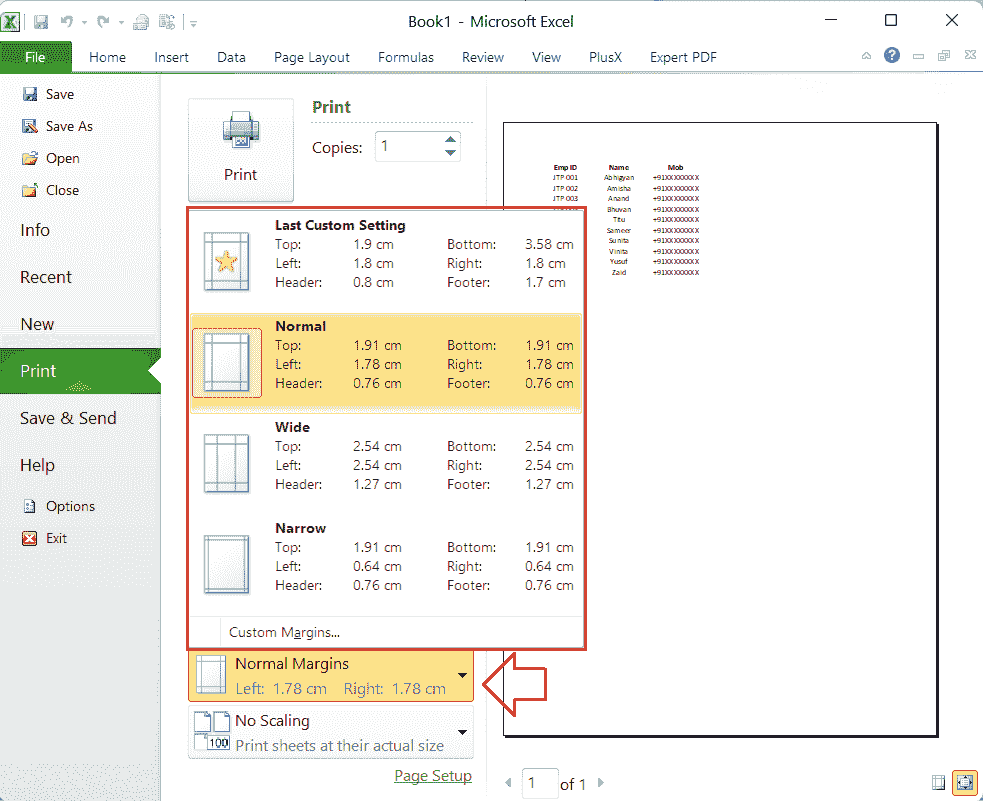 Book1 - Microsoft Excel
File Home Insert Data Page Layout Formulas Review View PlusX Expert PDF
Save
Save As
Open
Close
Info
Recent
New
Print
Save & Send
Help
Options
Exit
Print
Print
Copies: 1
Last Custom Setting
Top: 1.9 cm Bottom: 3.58 cm
Left: 1.8 cm Right: 1.8 cm
Header: 0.8 cm Footer: 1.7 cm
Normal
Top: 1.91 cm Bottom: 1.91 cm
Left: 1.78 cm Right: 1.78 cm
Header: 0.76 cm Footer: 0.76 cm
Wide
Top: 2.54 cm Bottom: 2.54 cm
Left: 2.54 cm Right: 2.54 cm
Header: 1.27 cm Footer: 1.27 cm
Narrow
Top: 1.91 cm Bottom: 1.91 cm
Left: 0.64 cm Right: 0.64 cm
Header: 0.76 cm Footer: 0.76 cm
Custom Margins...
Normal Margins
Left: 1.78 cm Right: 1.78 cm
100
No Scaling
Print sheets at their actual size
Page Setup
Emp ID Name Mob
JTP 001 Abhigyan +91XXXXXXXX
JTP 002 Amisha +91XXXXXXXX
JTP 003 Anand +91XXXXXXXX
Bhuvan +91XXXXXXXX
Titu +91XXXXXXXX
Sameer +91XXXXXXXX
Sunita +91XXXXXXXX
Vinita +91XXXXXXXX
Yusuf +91XXXXXXXX
Zaid +91XXXXXXXX
1 of 1